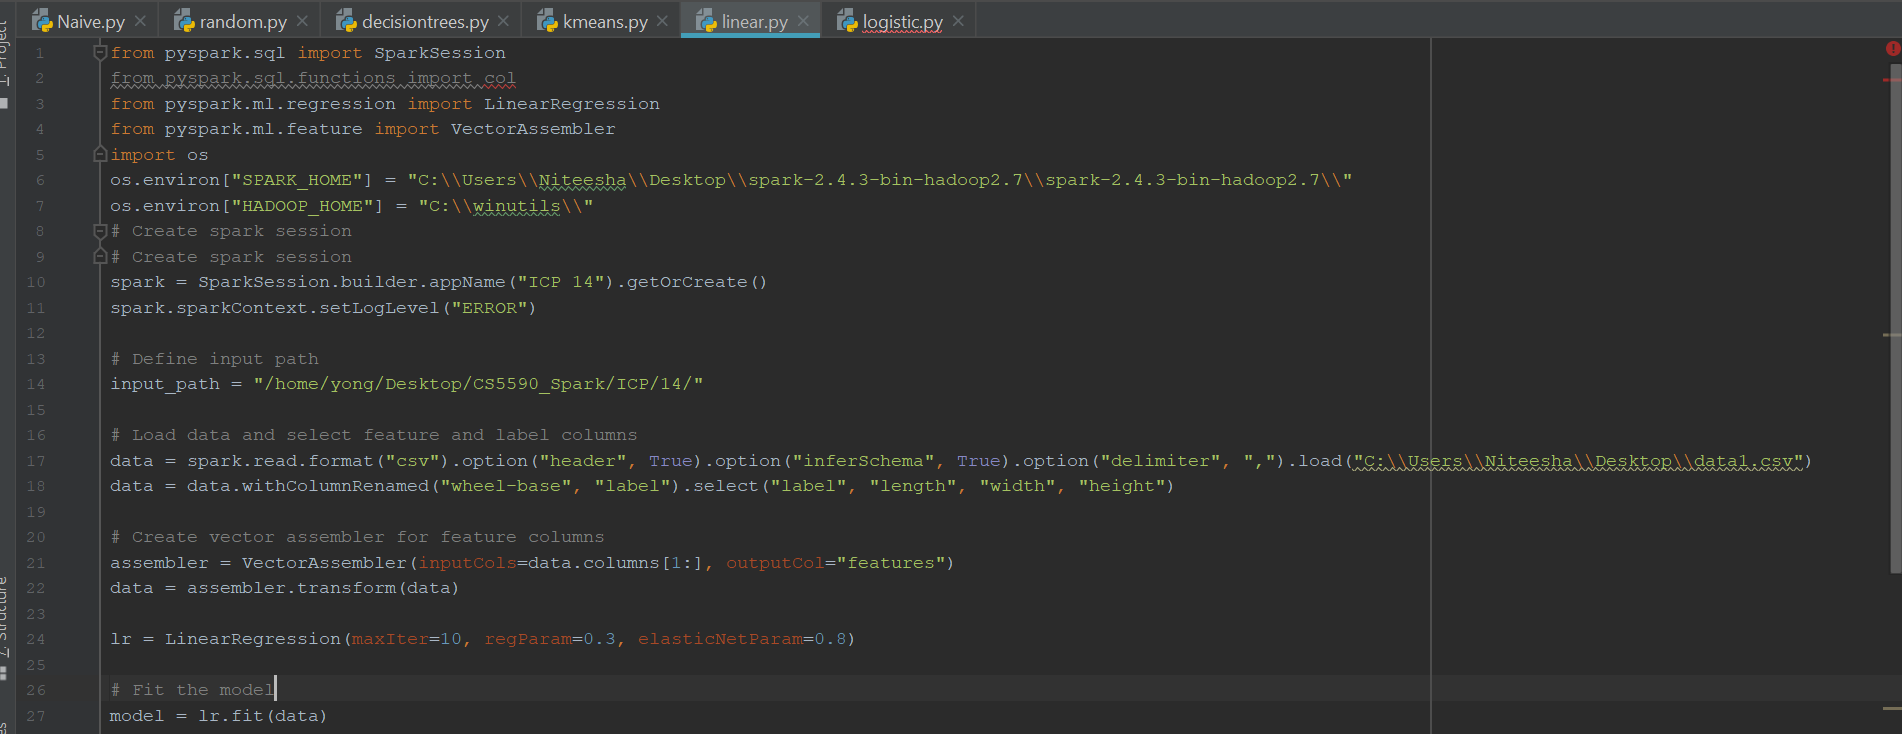 1: Project
Naive.py random.py decisiontrees.py kmeans.py linear.py logistic.py
1 from pyspark.sql import SparkSession
2 from pyspark.sql.functions import col
3 from pyspark.ml.regression import LinearRegression
4 from pyspark.ml.feature import VectorAssembler
5 import os
6 os.environ["SPARK_HOME"] = "C:\\Users\\Niteesha\\Desktop\\spark-2.4.3-bin-hadoop2.7\\spark-2.4.3-bin-hadoop2.7\\"
7 os.environ["HADOOP_HOME"] = "C:\\winutils\\"
8 # Create spark session
9 # Create spark session
10 spark = SparkSession.builder.appName("ICP 14").getOrCreate()
11 spark.sparkContext.setLogLevel("ERROR")
12
13 # Define input path
14 input_path = "/home/yong/Desktop/CS5590_Spark/ICP/14/"
15
16 # Load data and select feature and label columns
17 data = spark.read.format("csv").option("header", True).option("inferSchema", True).option("delimiter", ",").load("C:\\Users\\Niteesha\\Desktop\\data1.csv")
18 data = data.withColumnRenamed("wheel-base", "label").select("label", "length", "width", "height")
19
20 # Create vector assembler for feature columns
21 assembler = VectorAssembler(inputCols=data.columns[1:], outputCol="features")
22 data = assembler.transform(data)
23
24 lr = LinearRegression(maxIter=10, regParam=0.3, elasticNetParam=0.8)
25
26 # Fit the model
27 model = lr.fit(data)
7: Structure